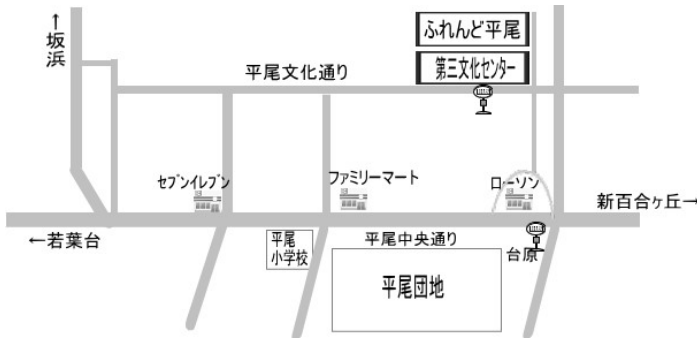 ↑坂浜
ふれんど平尾
第三文化センター
平尾文化通り
セブンイレブン
ファミリーマート
ローソン
新百合ヶ丘→
←若葉台
平尾
小学校
平尾中央通り
台原
平尾団地